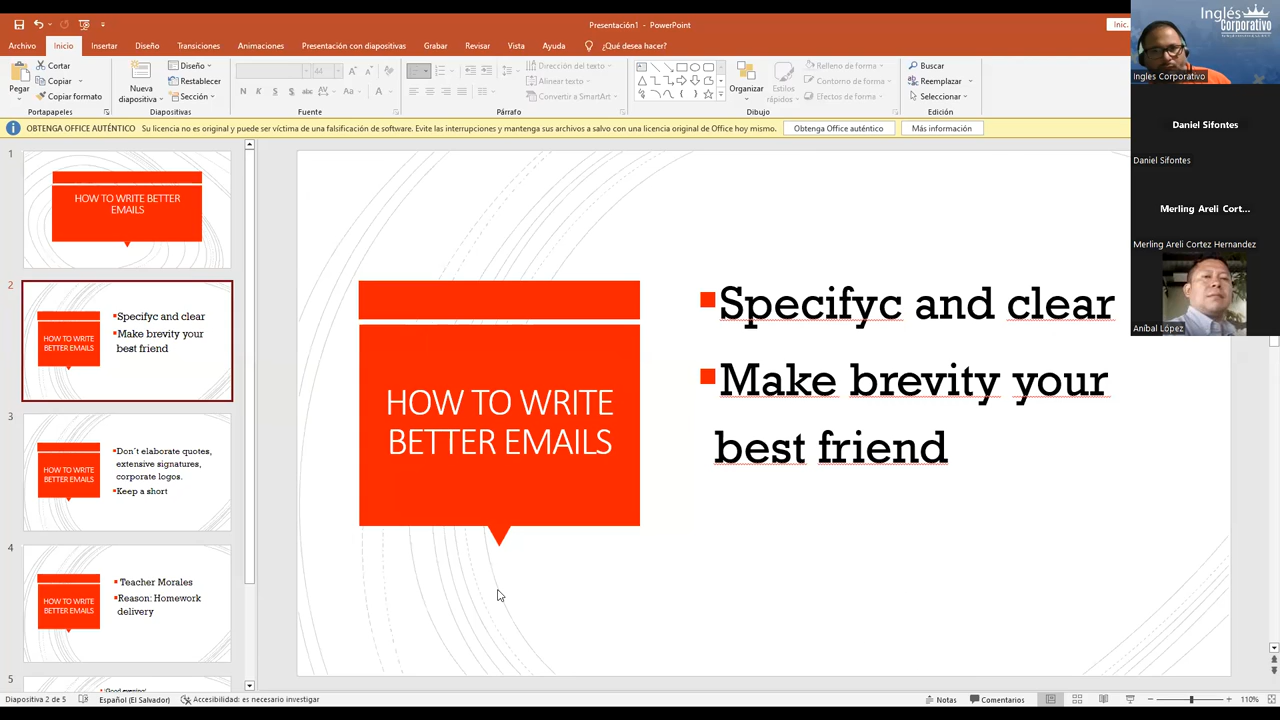 Presentación1 - PowerPoint
Inic.
Archivo Inicio Insertar Diseño Transiciones Animaciones Presentación con diapositivas Grabar Revisar Vista Ayuda ¿Qué desea hacer?
Pegar
Cortar
Copiar
Copiar formato
Portapapeles
Nueva diapositiva
Diseño
Restablecer
Sección
Diapositivas
44
N K S S
Fuente
Párrafo
Dirección del texto
Alinear texto
Convertir a SmartArt
Organizar
Estilos rápidos
Relleno de forma
Contorno de forma
Efectos de forma
Dibujo
Buscar
Reemplazar
Seleccionar
Edición
OBTENGA OFFICE AUTÉNTICO Su licencia no es original y puede ser víctima de una falsificación de software. Evite las interrupciones y mantenga sus archivos a salvo con una licencia original de Office hoy mismo. Obtenga Office auténtico Más información
1
HOW TO WRITE BETTER
EMAILS
2
HOW TO WRITE
BETTER EMAILS
Specifyc and clear
Make brevity your
best friend
3
HOW TO WRITE
BETTER EMAILS
Don´t elaborate quotes,
extensive signatures,
corporate logos.
Keep a short
4
HOW TO WRITE
BETTER EMAILS
Teacher Morales
Reason: Homework
delivery
5
Good evening!
HOW TO WRITE
BETTER EMAILS
Specifyc and clear
Make brevity your
best friend
Inglés
Corporativo
Ingles Corporativo
Daniel Sifontes
Daniel Sifontes
Merling Areli Cort...
Merling Areli Cortez Hernandez
Aníbal López
Diapositiva 2 de 5 Español (El Salvador) Accesibilidad: es necesario investigar Notas Comentarios 110%